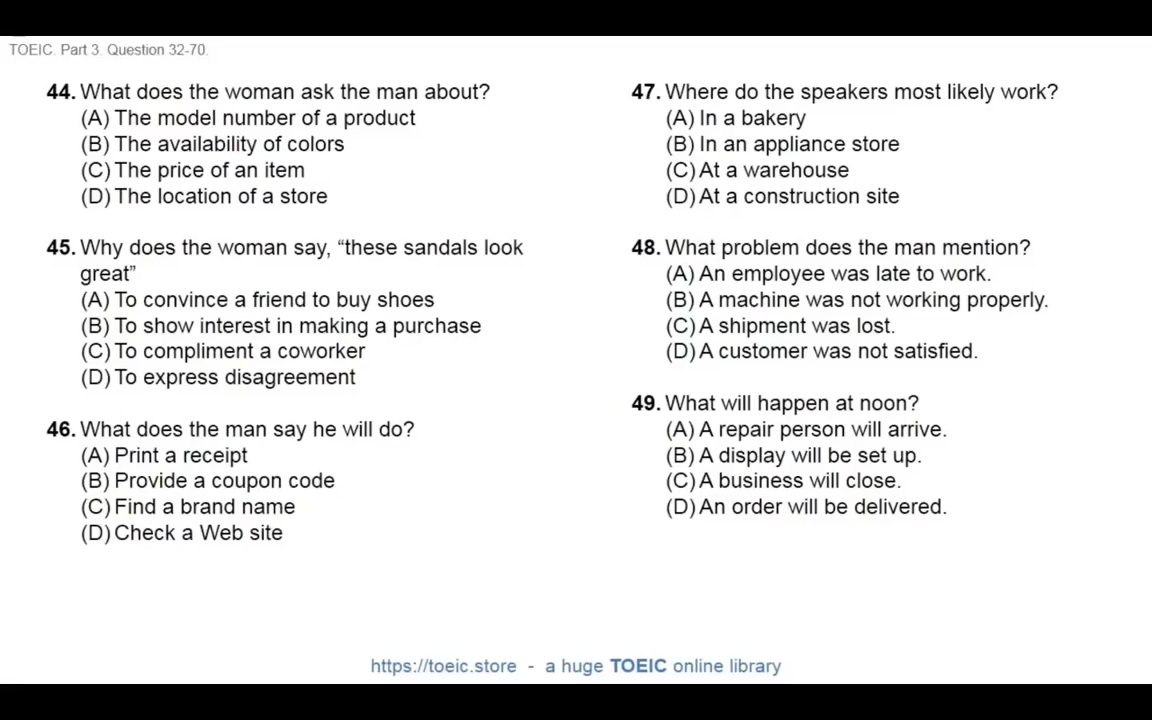 TOEIC. Part 3. Question 32-70.
44. What does the woman ask the man about?
(A) The model number of a product
(B) The availability of colors
(C) The price of an item
(D) The location of a store
45. Why does the woman say, “these sandals look
great”
(A) To convince a friend to buy shoes
(B) To show interest in making a purchase
(C) To compliment a coworker
(D) To express disagreement
46. What does the man say he will do?
(A) Print a receipt
(B) Provide a coupon code
(C) Find a brand name
(D) Check a Web site
47. Where do the speakers most likely work?
(A) In a bakery
(B) In an appliance store
(C) At a warehouse
(D) At a construction site
48. What problem does the man mention?
(A) An employee was late to work.
(B) A machine was not working properly.
(C) A shipment was lost.
(D) A customer was not satisfied.
49. What will happen at noon?
(A) A repair person will arrive.
(B) A display will be set up.
(C) A business will close.
(D) An order will be delivered.
https://toeic.store - a huge TOEIC online library